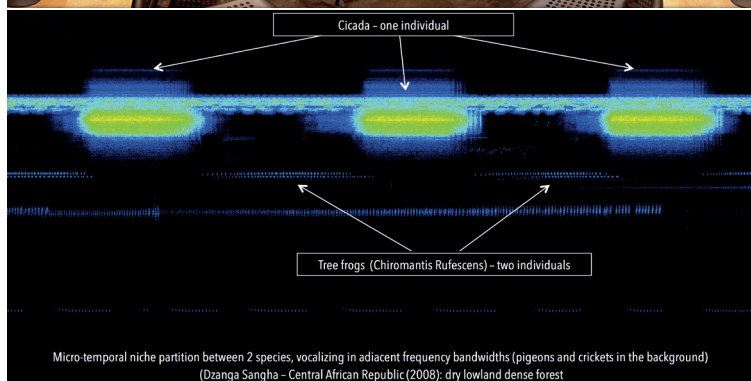 Cicada – one individual
Tree frogs (Chiromantis Rufescens) – two individuals
Micro-temporal niche partition between 2 species, vocalizing in adiacent frequency bandwidths (pigeons and crickets in the background)
(Dzanga Sangha – Central African Republic (2008): dry lowland dense forest